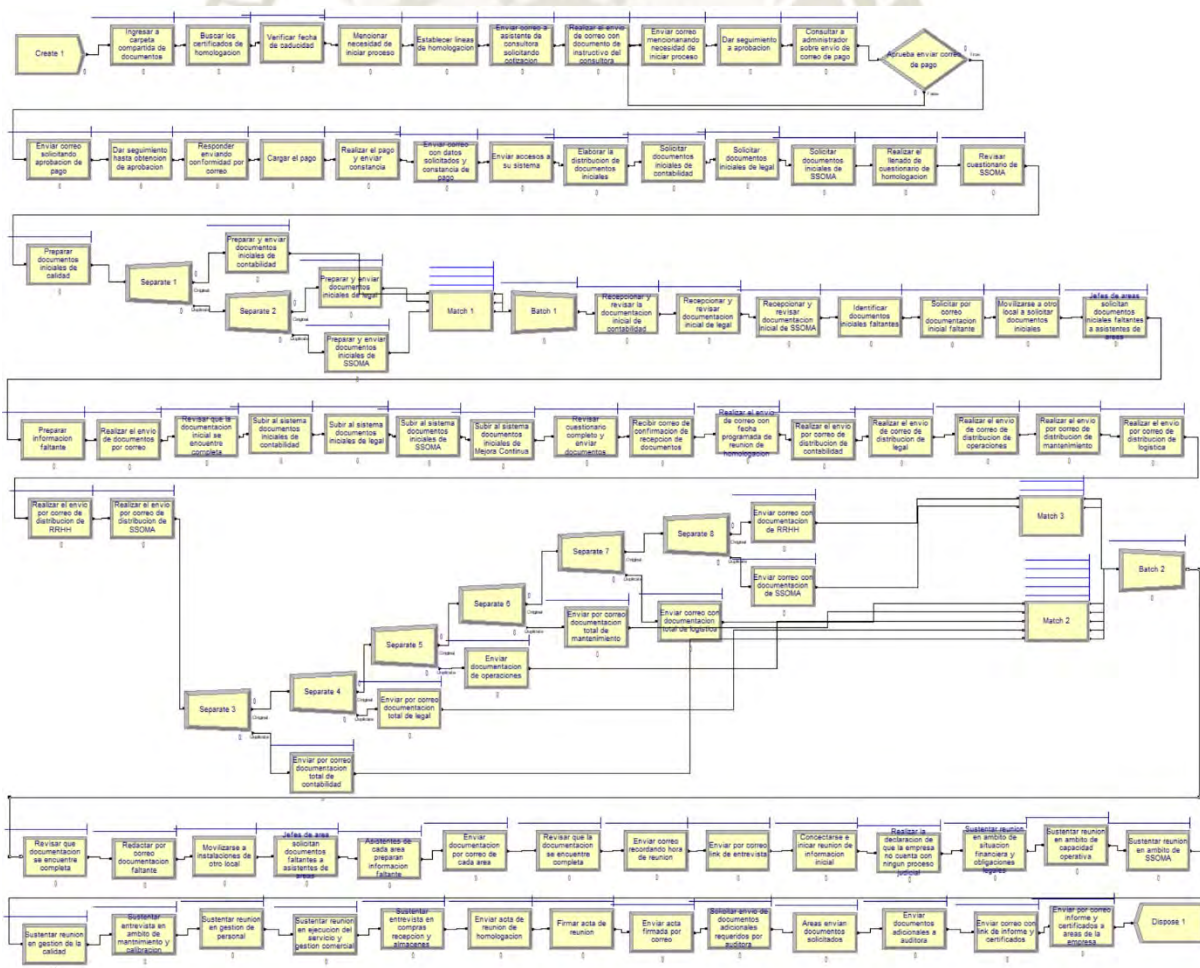 Create 1
Ingresar a
carpeta
compartida de
documentos
Buscar los
certificados de
homologacion
Verificar fecha
de caducidad
Mencionar
necesidad de
iniciar proceso
Establecer lineas
de homologacion
Enviar correo a
asistente de
consultora
solicitando
cotizacion
Realizar el envio
de correo con
documento de
instructivo del
consultora
Enviar correo
mencionanando
necesidad de
iniciar proceso
Dar seguimiento
a aprobacion
Consultar a
administrador
sobre envio de
correo de pago
Aprueba enviar correo
de pago
True
False
Enviar correo
solicitando
aprobacion de
pago
Dar seguimiento
hasta obtencion
de aprobacion
Responder
enviando
conformidad por
correo
Cargar el pago
Realizar el pago
y enviar
constancia
Enviar correo
con datos
solicitados y
constancia de
pago
Enviar accesos a
su sistema
Elaborar la
distribucion de
documentos
iniciales
Solicitar
documentos
iniciales de
contabilidad
Solicitar
documentos
iniciales de legal
Solicitar
documentos
iniciales de
SSOMA
Realizar el
llenado de
cuestionario de
homologacion
Revisar
cuestionario de
SSOMA
Preparar
documentos
iniciales de
calidad
Separate 1
Original
Duplicate
Preparar y enviar
documentos
iniciales de
contabilidad
Separate 2
Original
Duplicate
Preparar y enviar
documentos
iniciales de legal
Preparar y enviar
documentos
iniciales de
SSOMA
Match 1
Batch 1
Recepcionar y
revisar la
documentacion
inicial de
contabilidad
Recepcionar y
revisar
documentacion
inicial de legal
Recepcionar y
revisar
documentacion
inicial de SSOMA
Identificar
documentos
iniciales faltantes
Solicitar por
correo
documentacion
inicial faltante
Movilizarse a otro
local a solicitar
documentos
iniciales
Jefes de areas
solicitan
documentos
iniciales faltantes
a asistentes de
areas
Preparar
informacion
faltante
Realizar el envio
de documentos
por correo
Revisar que la
documentacion
inicial se
encuentre
completa
Subir al sistema
documentos
iniciales de
contabilidad
Subir al sistema
documentos
iniciales de legal
Subir al sistema
documentos
iniciales de
SSOMA
Subir al sistema
documentos
iniciales de
Mejora Continua
Revisar
cuestionario
completo y
enviar
documentos
Recibir correo de
confirmacion de
recepcion de
documentos
Realizar el envio
de correo con
fecha
programada de
reunion de
homologacion
Realizar el envio
por correo de
distribucion de
contabilidad
Realizar el envio
de correo de
distribucion de
legal
Realizar el envio
de correo de
distribucion de
operaciones
Realizar el envio
por correo de
distribucion de
mantenimiento
Realizar el envio
por correo de
distribucion de
logistica
Realizar el envio
por correo de
distribucion de
RRHH
Realizar el envio
por correo de
distribucion de
SSOMA
Separate 3
Original
Duplicate
Separate 4
Original
Duplicate
Separate 5
Original
Duplicate
Separate 6
Original
Duplicate
Separate 7
Original
Duplicate
Separate 8
Original
Duplicate
Enviar correo con
documentacion
de RRHH
Enviar correo con
documentacion
de SSOMA
Enviar correo con
documentacion
total de logistica
Enviar por correo
documentacion
total de
mantenimiento
Enviar
documentacion
de operaciones
Enviar por correo
documentacion
total de legal
Enviar por correo
documentacion
total de
contabilidad
Match 3
Match 2
Batch 2
Revisar que
documentacion
se encuentre
completa
Redactar por
correo
documentacion
faltante
Movilizarse a
instalaciones de
otro local
Jefes de area
solicitan
documentos
faltantes a
asistentes de
areas
Asistentes de
cada area
preparan
informacion
faltante
Enviar
documentacion
por correo de
cada area
Revisar que la
documentacion
se encuentre
completa
Enviar correo
recordando hora
de reunion
Enviar por correo
link de entrevista
Concectarse e
inicar reunion de
informacion
inicial
Realizar la
declaracion de
que la empresa
no cuenta con
ningun proceso
judicial
Sustentar reunion
en ambito de
situacion
financiera y
obligaciones
legales
Sustentar reunion
en ambito de
capacidad
operativa
Sustentar reunion
en ambito de
SSOMA
Sustentar reunion
en gestion de la
calidad
Sustentar
entrevista en
ambito de
mantnimiento y
calibracion
Sustentar reunion
en gestion de
personal
Sustentar reunion
en ejecucion del
servicio y
gestion comercial
Sustentar
entrevista en
compras
recepcion y
almacenes
Enviar acta de
reunion de
homologacion
Firmar acta de
reunion
Enviar acta
firmada por
correo
Solicitar envio de
documentos
adicionales
requeridos por
auditora
Areas envian
documentos
solicitados
Enviar
documentos
adicionales a
auditora
Enviar correo con
link de informe y
certificados
Enviar por correo
informe y
certificados a
areas de la
empresa
Dispose 1